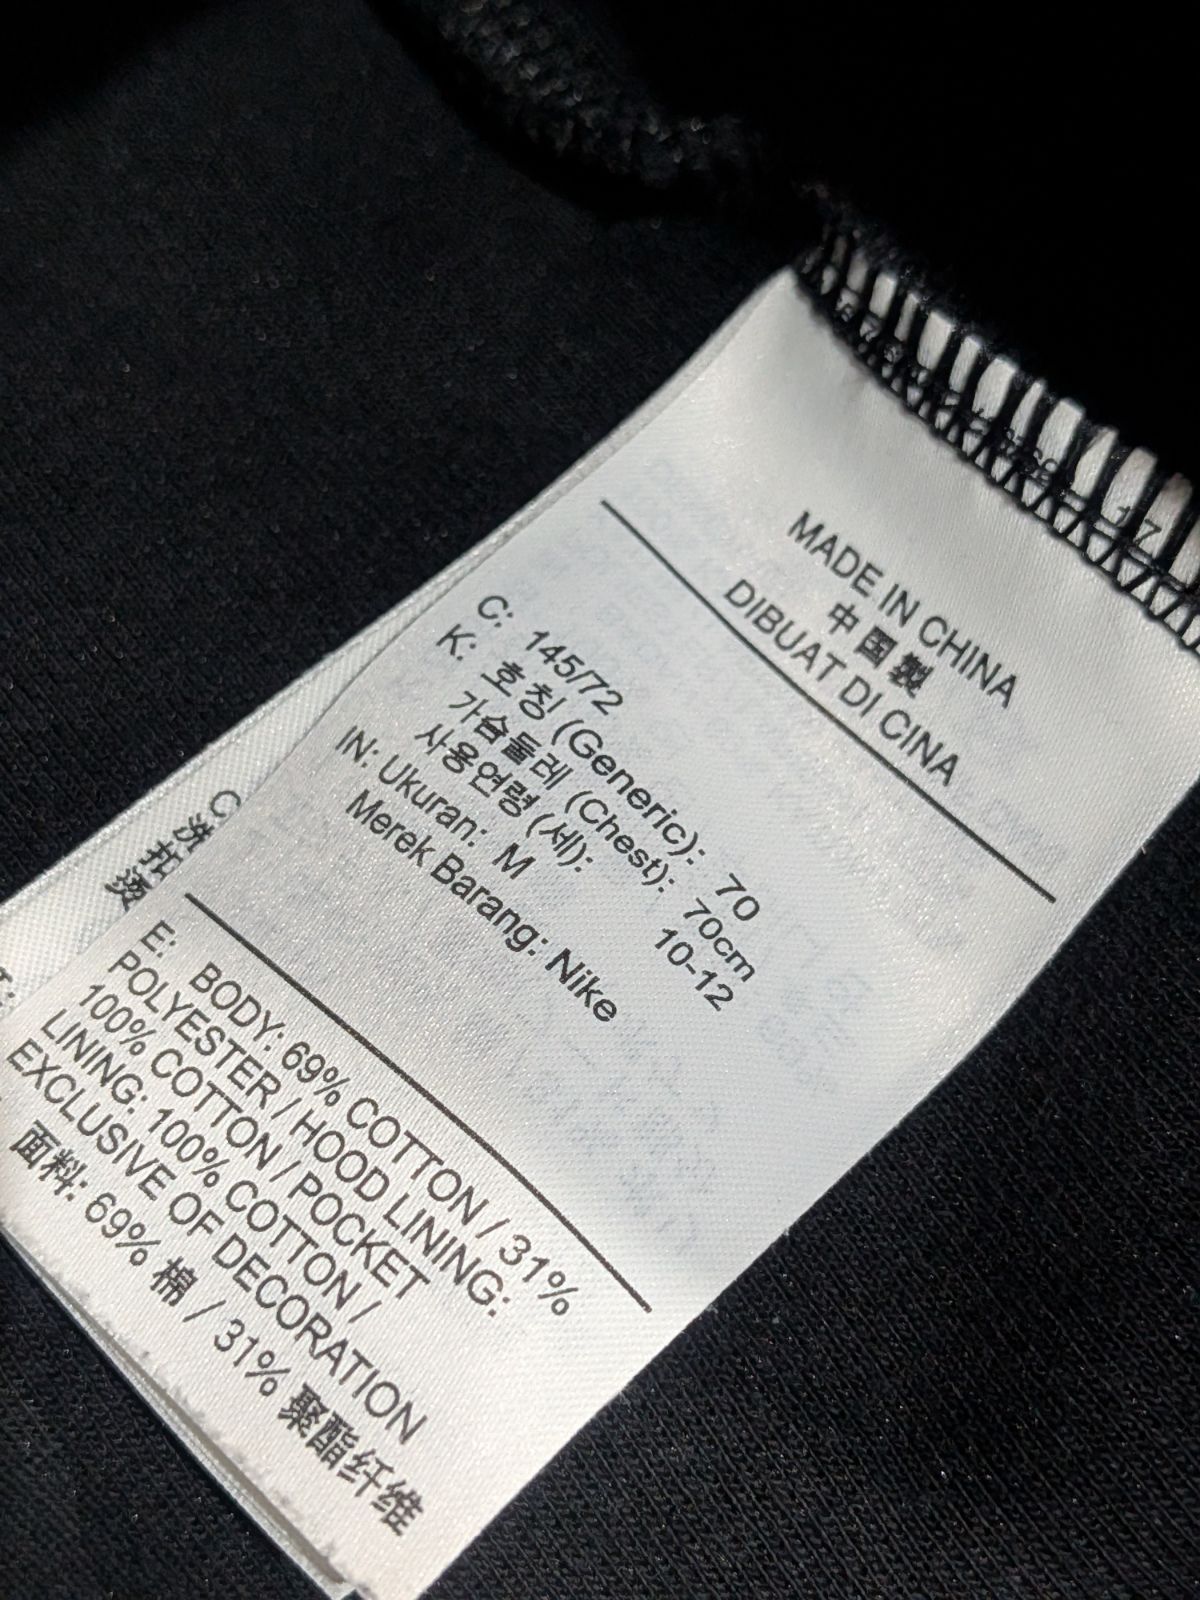 17
MADE IN CHINA
中国製
DIBUAT DI CINA
C: 145/72
K: 호칭 (Generic): 70
가슴둘레 (Chest): 70cm
사용연령 (세): 10-12
IN: Ukuran: M
Merek Barang: Nike
E: BODY: 69% COTTON / 31%
POLYESTER / HOOD LINING:
100% COTTON / POCKET
LINING: 100% COTTON /
EXCLUSIVE OF DECORATION
面料: 69% 棉 / 31% 聚酯纤维
C
洗
烫